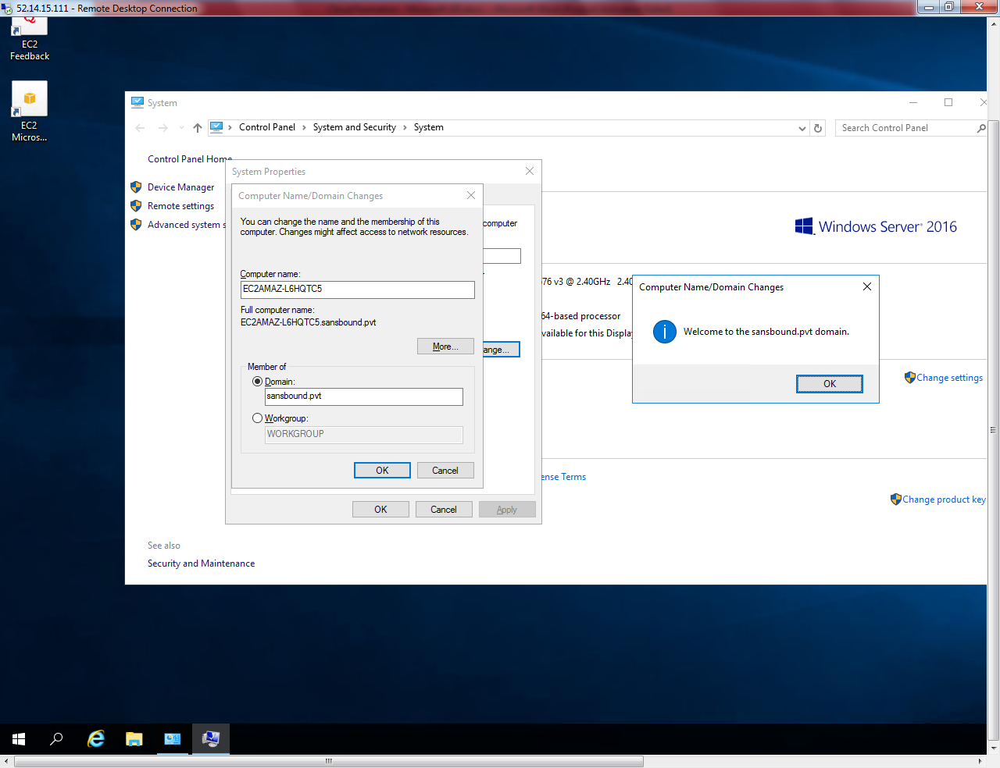 52.14.15.111 - Remote Desktop Connection
EC2
Feedback
EC2
Micros...
System
Control Panel
System and Security
System
Search Control Panel
Control Panel Home
Device Manager
Remote settings
Advanced system s
See also
Security and Maintenance
System Properties
computer
ange...
OK
Cancel
Apply
Computer Name/Domain Changes
You can change the name and the membership of this
computer. Changes might affect access to network resources.
Computer name:
EC2AMAZ-L6HQTC5
Full computer name:
EC2AMAZ-L6HQTC5.sansbound.pvt
More...
Member of
Domain:
sansbound.pvt
Workgroup:
WORKGROUP
OK
Cancel
Windows Server® 2016
76 v3 @ 2.40GHz 2.40
64-based processor
vailable for this Display
Change settings
ense Terms
Change product key
Computer Name/Domain Changes
Welcome to the sansbound.pvt domain.
OK